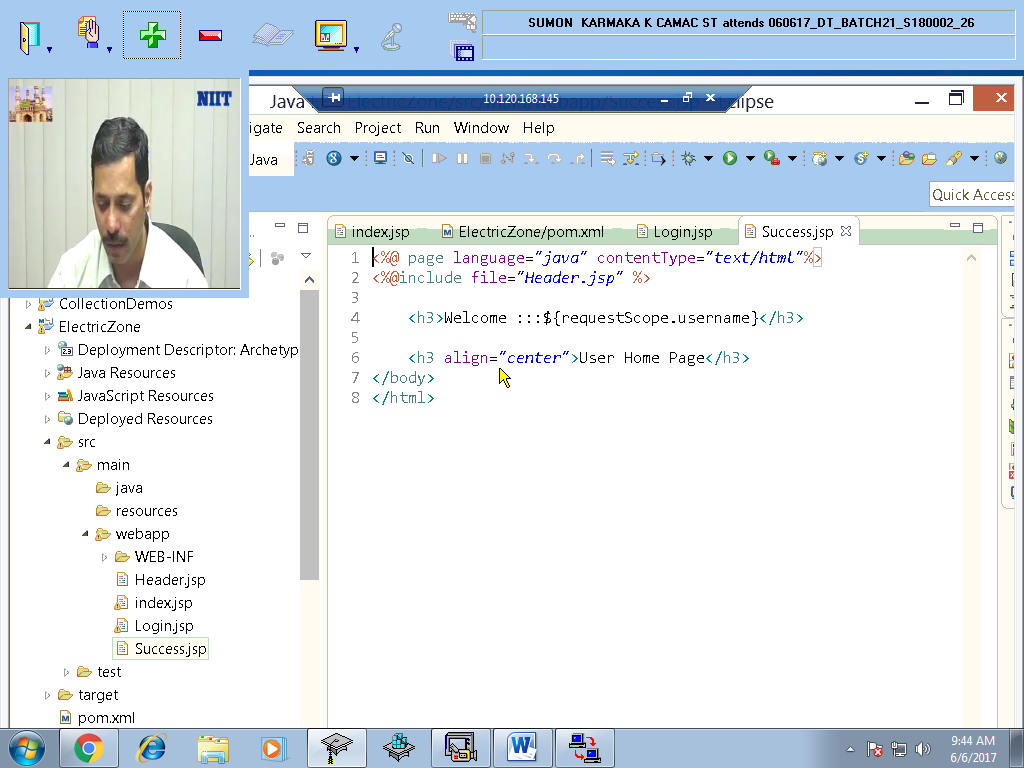 SUMON KARMAKA K CAMAC ST attends 060617_DT_BATCH21_S180002_26
NIIT
10.120.168.145
igate Search Project Run Window Help
Java
Quick Access
index.jsp ElectricZone/pom.xml Login.jsp Success.jsp
1 <%@ page language="java" contentType="text/html"%>
2 <%@include file="Header.jsp" %>
3
4 <h3>Welcome :::${requestScope.username}</h3>
5
6 <h3 align="center">User Home Page</h3>
7 </body>
8 </html>
CollectionDemos
ElectricZone
Deployment Descriptor: Archetyp
Java Resources
JavaScript Resources
Deployed Resources
src
main
java
resources
webapp
WEB-INF
Header.jsp
index.jsp
Login.jsp
Success.jsp
test
target
pom.xml
9:44 AM
6/6/2017